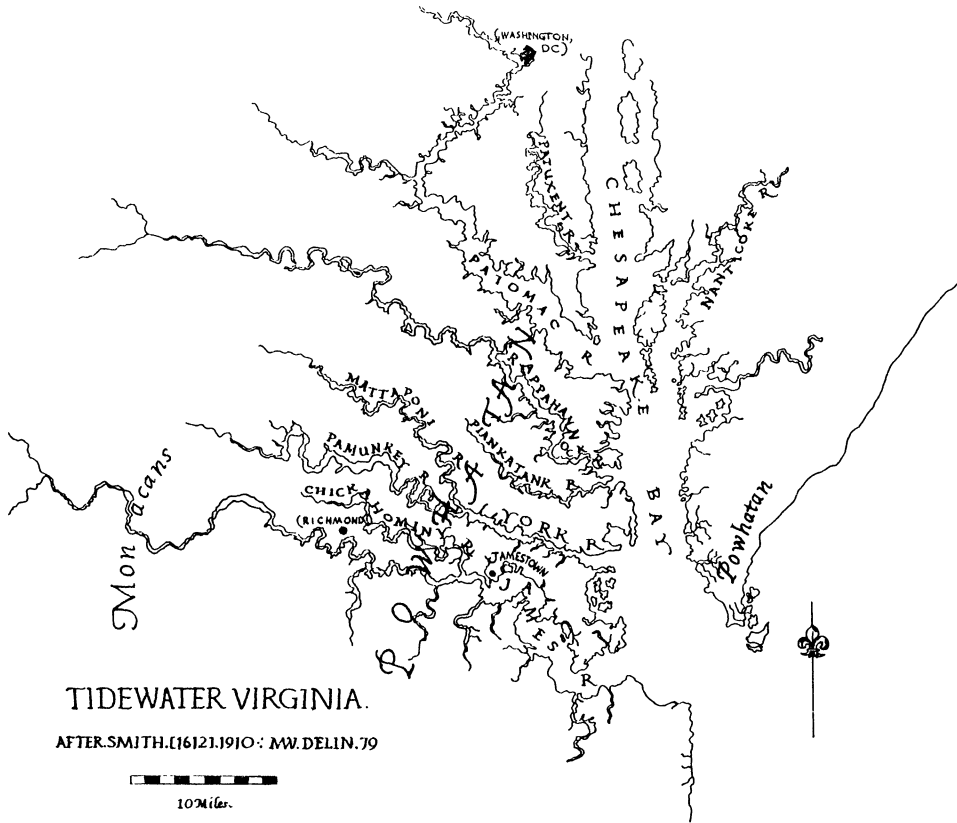 (WASHINGTON,
DC)
PATUXENT R
CHESAPEAKE
BAY
NANTICOKE R
PATOMAC
R
RAPPAHANNOCK R
MATTAPONI
R
PIANKATANK R
PAMUNKEY R
CHICKAHOMINY
R
(RICHMOND)
YORK R
JAMESTOWN
JAMES
R
POWHATAN
Powhatan
Monacans
TIDEWATER VIRGINIA.
AFTER.SMITH.[1612].1910: MW. DELIN. 79
10 Miles.